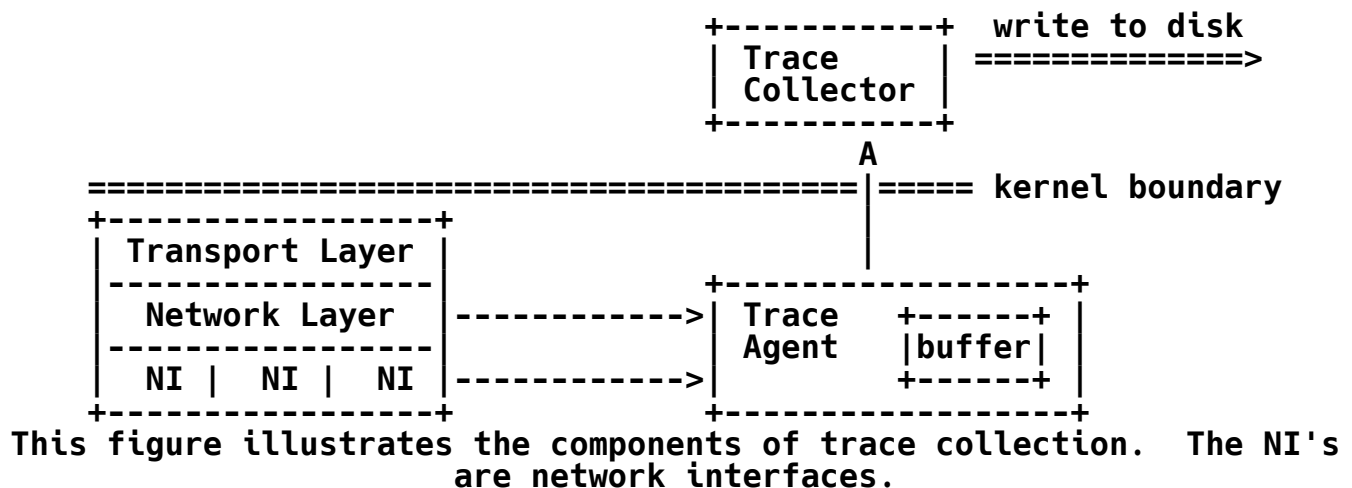 write to disk
Trace
Collector
A
kernel boundary
Transport Layer
Network Layer
Trace
Agent
buffer
NI | NI | NI
This figure illustrates the components of trace collection. The NI's
are network interfaces.